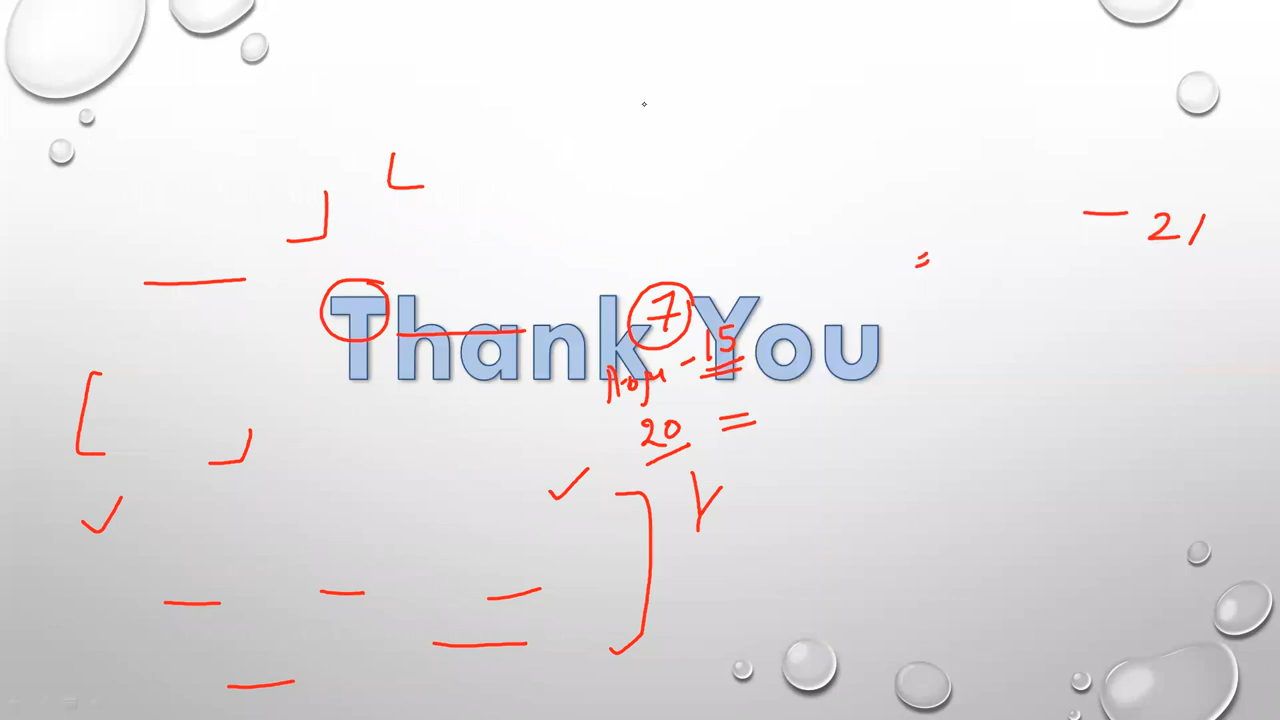 - 21
=
Thank You
7
- 15
20 =
Y